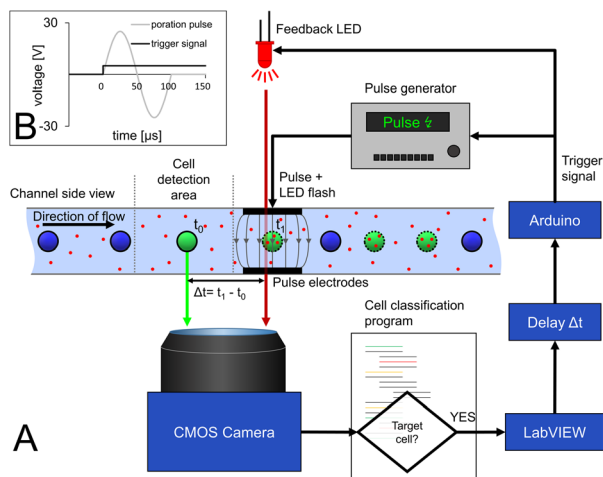 B
30
-30
voltage [V]
poration pulse
trigger signal
0
50
100
150
time [µs]
Feedback LED
Pulse generator
Pulse
Trigger
signal
Cell
detection
area
Pulse +
LED flash
Channel side view
Direction of flow
t0
t1
Arduino
Δt= t1 - t0
Pulse electrodes
Cell classification
program
Delay Δt
A
CMOS Camera
Target
cell?
YES
LabVIEW